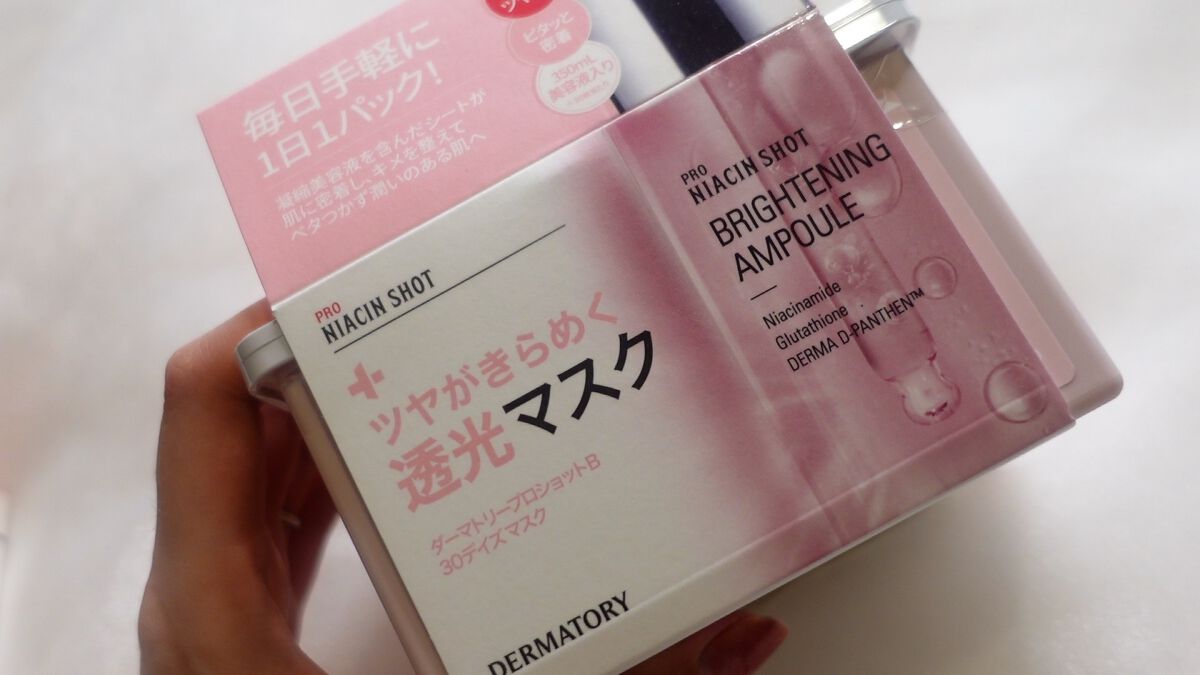 ツヤ
ピタッと
密着
350mL
美容液入り
毎日手軽に
1日1パック!
凝縮美容液を含んだシートが
肌に密着し、キメを整えて
ベタつかず潤いのある肌へ
PRO
NIACIN SHOT
ツヤがきらめく
透光マスク
ダーマトリープロショットB
30デイズマスク
DERMATORY
PRO
NIACIN SHOT
BRIGHTENING
AMPOULE
Niacinamide
Glutathione
DERMA D-PANTHEN™